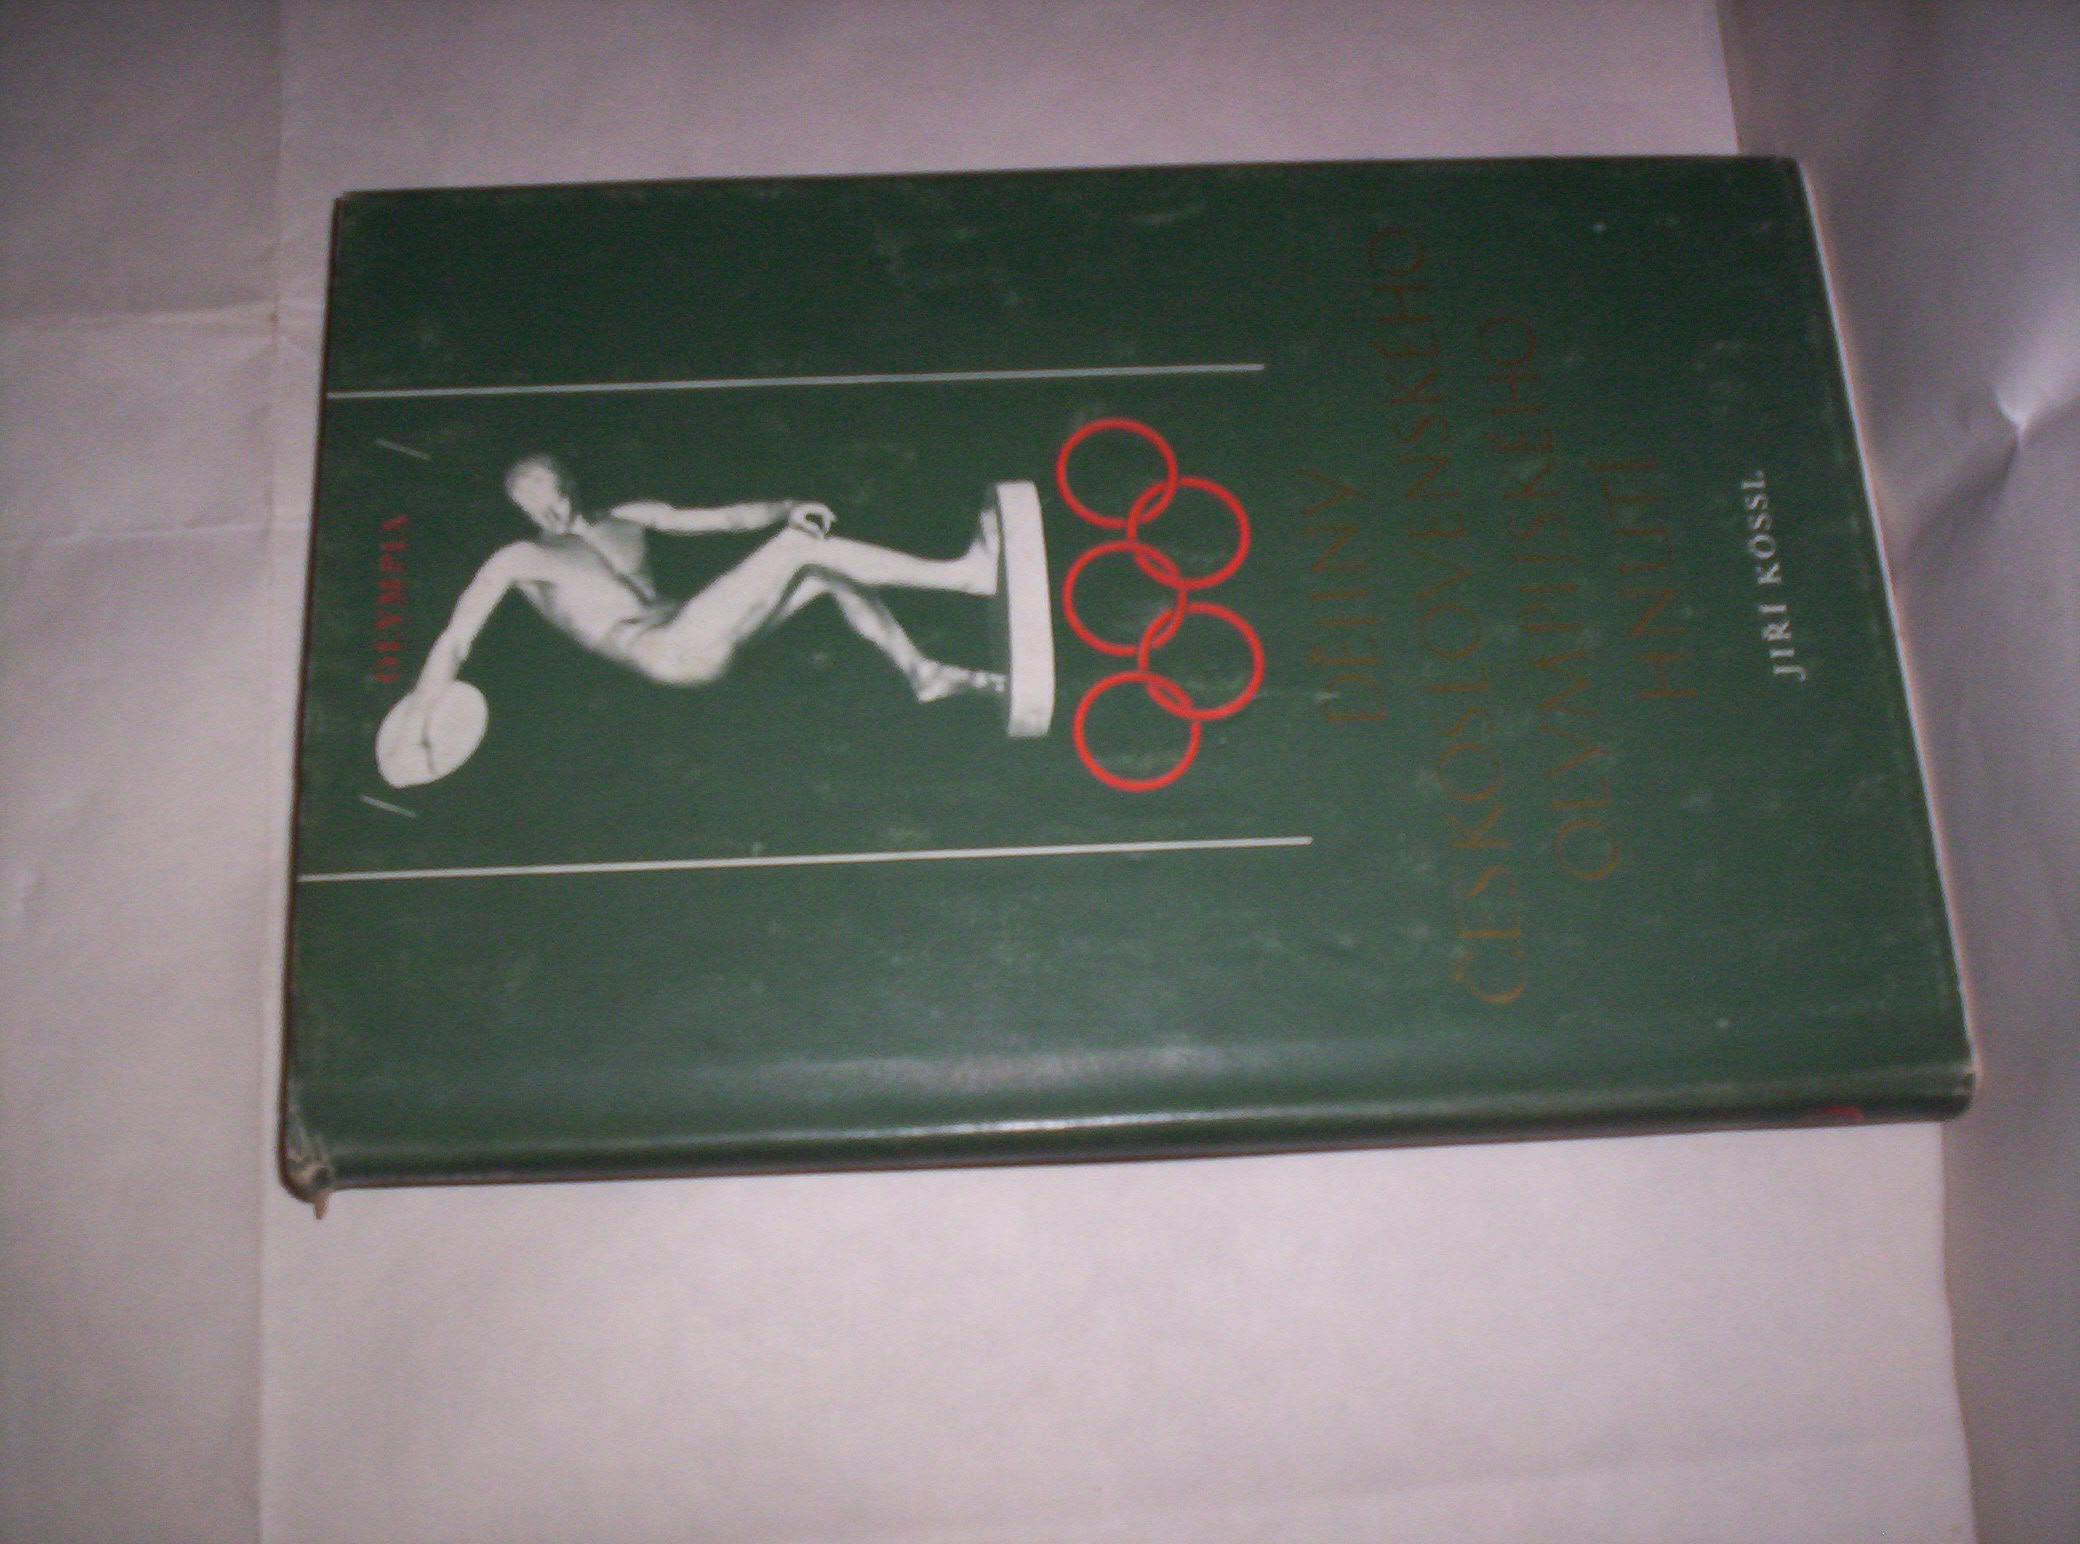 JIŘÍ KÖSSL
DĚJINY
ČESKOSLOVENSKÉHO
OLYMPIJSKÉHO
HNUTÍ
OLYMPIA